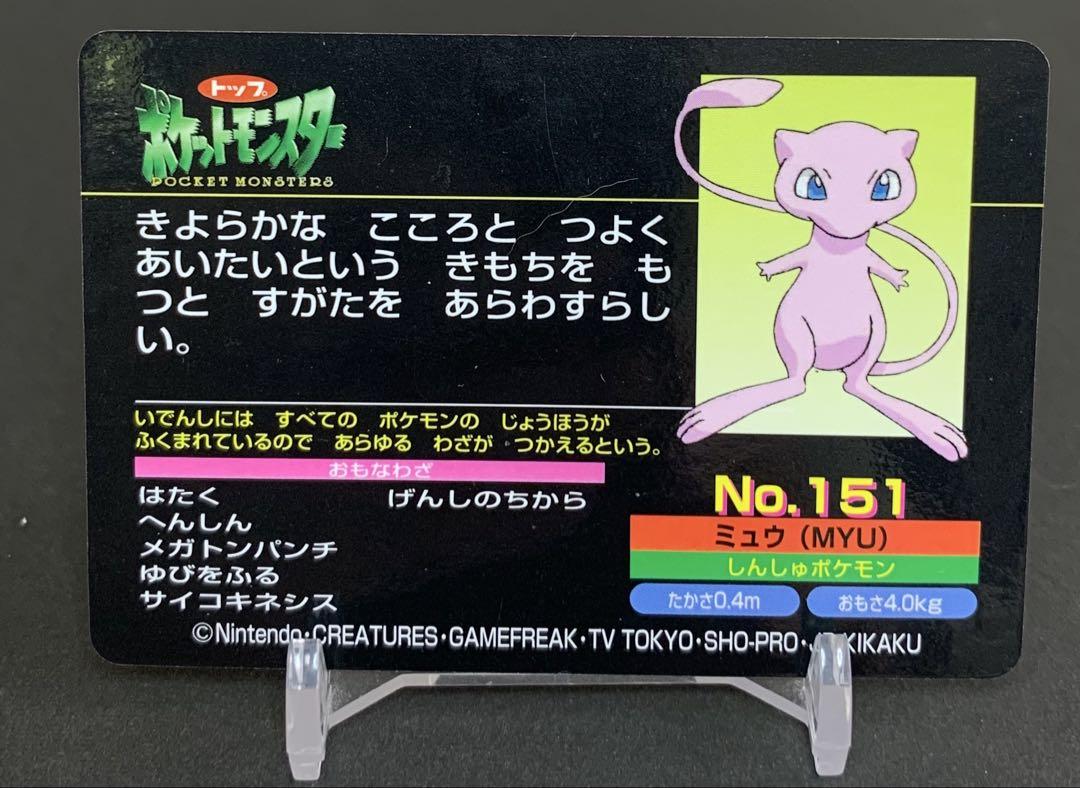 トップ
ポケットモンスター
POCKET MONSTERS
きよらかな　こころと　つよく
あいたいという　きもちを　も
つと　すがたを　あらわすらし
い。
いでんしには　すべての　ポケモンの　じょうほうが
ふくまれているので　あらゆる　わざが　つかえるという。
おもなわざ
はたく　げんしのちから
へんしん
メガトンパンチ
ゆびをふる
サイコキネシス
No.151
ミュウ（MYU）
しんしゅポケモン
たかさ0.4m　おもさ4.0kg
©Nintendo・CREATURES・GAMEFREAK・TV TOKYO・SHO-PRO・KIKAKU